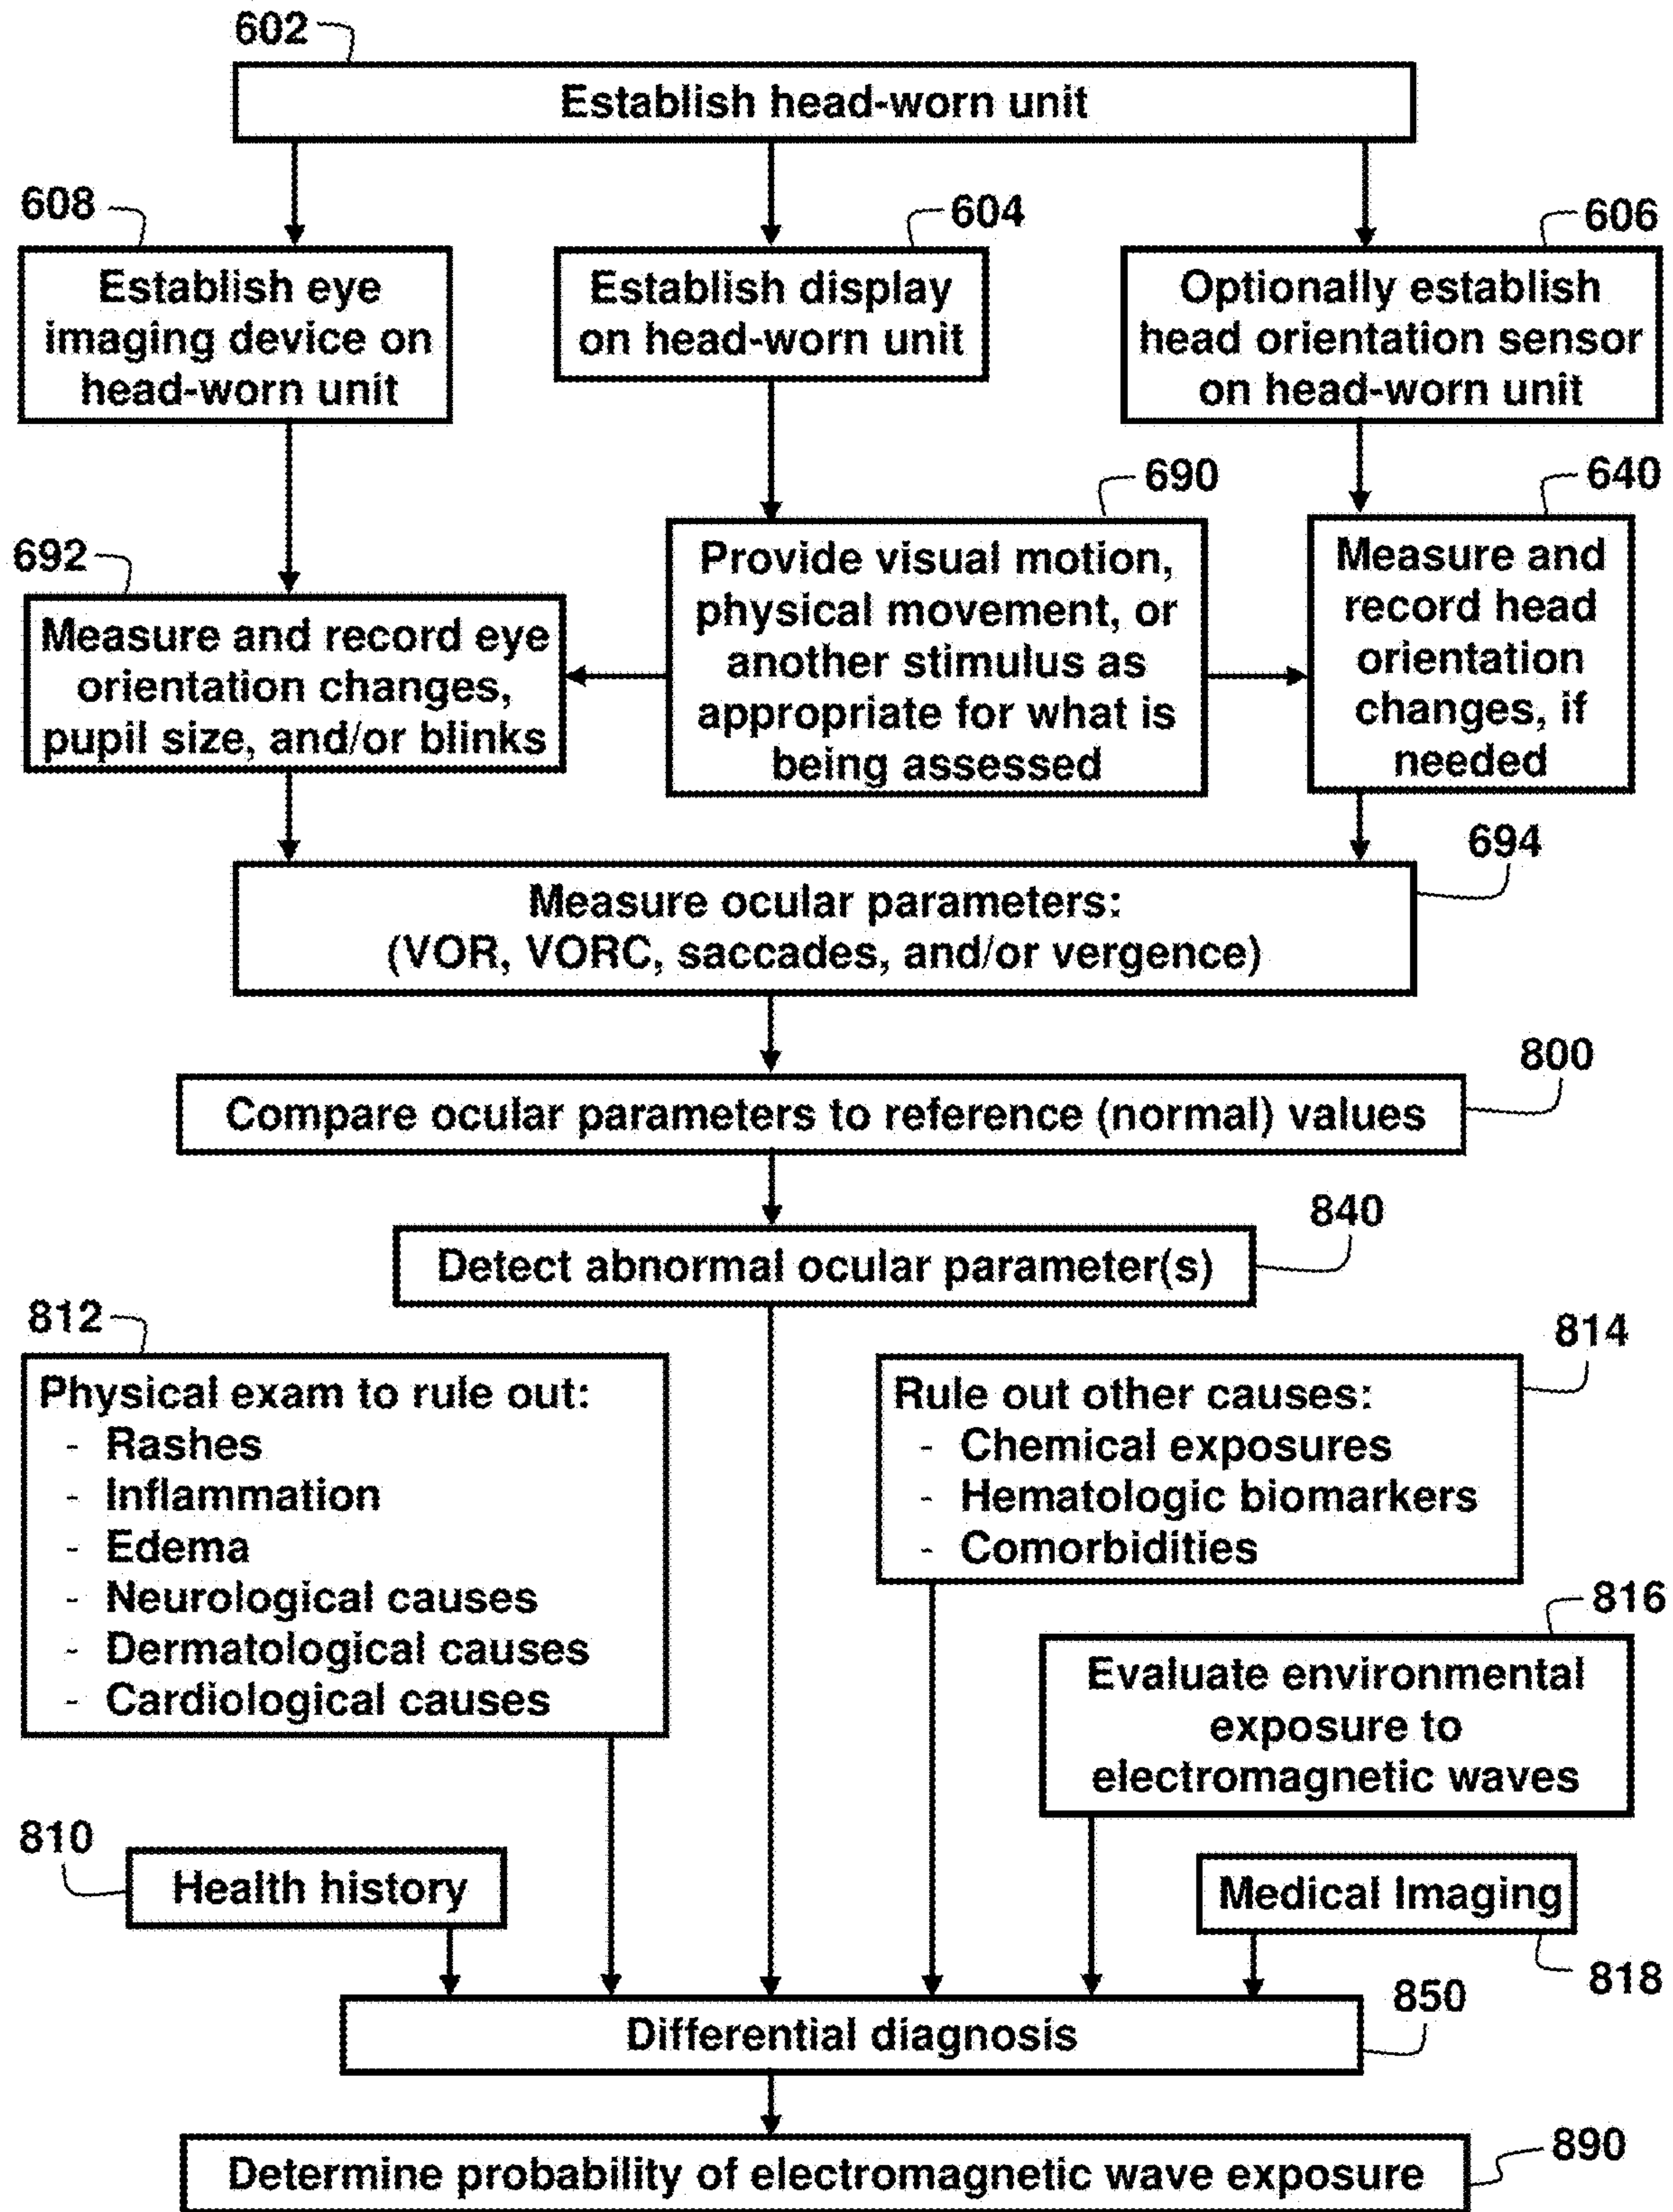 602
Establish head-worn unit
608
604
606
Establish eye
imaging device on
head-worn unit
Establish display
on head-worn unit
Optionally establish
head orientation sensor
on head-worn unit
690
640
692
Measure and record eye
orientation changes,
pupil size, and/or blinks
Provide visual motion,
physical movement, or
another stimulus as
appropriate for what is
being assessed
Measure and
record head
orientation
changes, if
needed
694
Measure ocular parameters:
(VOR, VORC, saccades, and/or vergence)
800
Compare ocular parameters to reference (normal) values
840
Detect abnormal ocular parameter(s)
812
Physical exam to rule out:
- Rashes
- Inflammation
- Edema
- Neurological causes
- Dermatological causes
- Cardiological causes
814
Rule out other causes:
- Chemical exposures
- Hematologic biomarkers
- Comorbidities
816
Evaluate environmental
exposure to
electromagnetic waves
810
Health history
Medical Imaging
818
850
Differential diagnosis
890
Determine probability of electromagnetic wave exposure